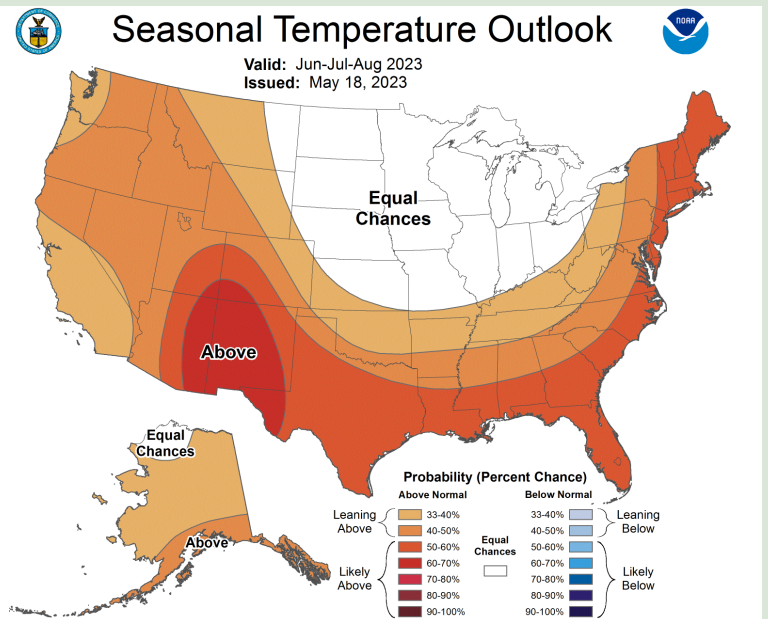 Seasonal Temperature Outlook
NOAA
Valid: Jun-Jul-Aug 2023
Issued: May 18, 2023
Equal
Chances
Above
Equal
Chances
Above
Probability (Percent Chance)
Above Normal
Below Normal
Leaning
Above
33-40%
40-50%
Likely
Above
50-60%
60-70%
70-80%
80-90%
90-100%
Equal
Chances
33-40%
40-50%
Leaning
Below
50-60%
60-70%
70-80%
80-90%
90-100%
Likely
Below